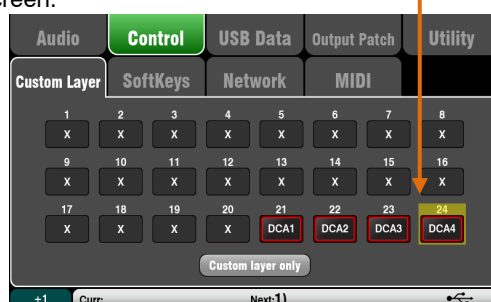 screen.
Audio Control USB Data Output Patch Utility
Custom Layer SoftKeys Network MIDI
1 2 3 4 5 6 7 8
X X X X X X X X
9 10 11 12 13 14 15 16
X X X X X X X X
17 18 19 20 21 22 23 24
X X X X DCA1 DCA2 DCA3 DCA4
Custom layer only
+1 Curr: Next:1)